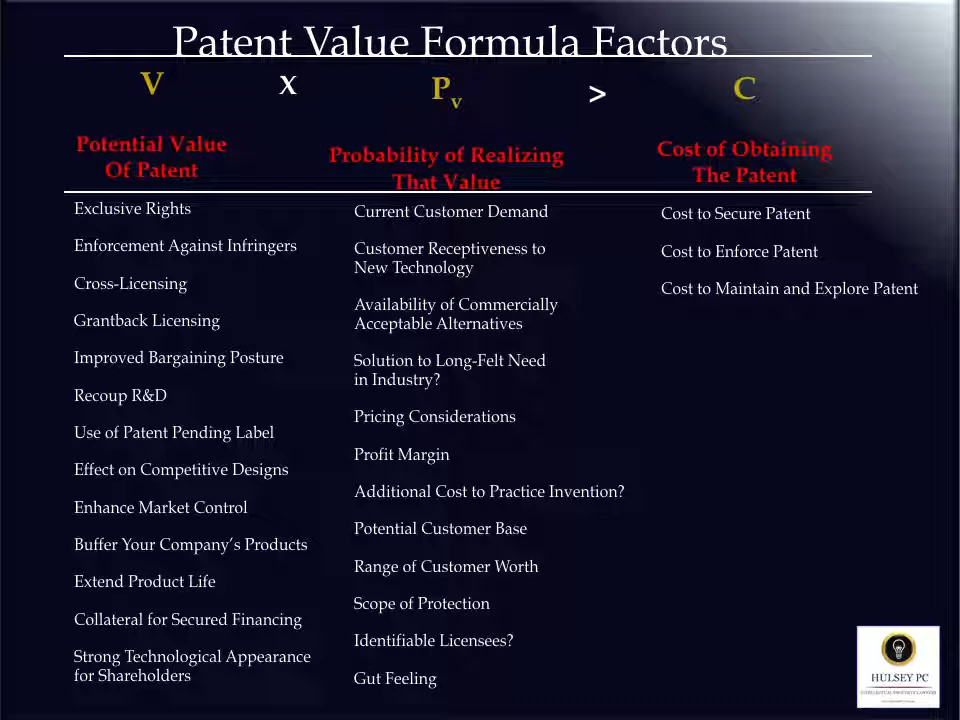 Patent Value Formula Factors
V x Pv > C
Potential Value
Of Patent
Probability of Realizing
That Value
Cost of Obtaining
The Patent
Exclusive Rights
Enforcement Against Infringers
Cross-Licensing
Grantback Licensing
Improved Bargaining Posture
Recoup R&D
Use of Patent Pending Label
Effect on Competitive Designs
Enhance Market Control
Buffer Your Company’s Products
Extend Product Life
Collateral for Secured Financing
Strong Technological Appearance
for Shareholders
Current Customer Demand
Customer Receptiveness to
New Technology
Availability of Commercially
Acceptable Alternatives
Solution to Long-Felt Need
in Industry?
Pricing Considerations
Profit Margin
Additional Cost to Practice Invention?
Potential Customer Base
Range of Customer Worth
Scope of Protection
Identifiable Licensees?
Gut Feeling
Cost to Secure Patent
Cost to Enforce Patent
Cost to Maintain and Explore Patent
HULSEY PC
INTELLECTUAL PROPERTY LAWYERS